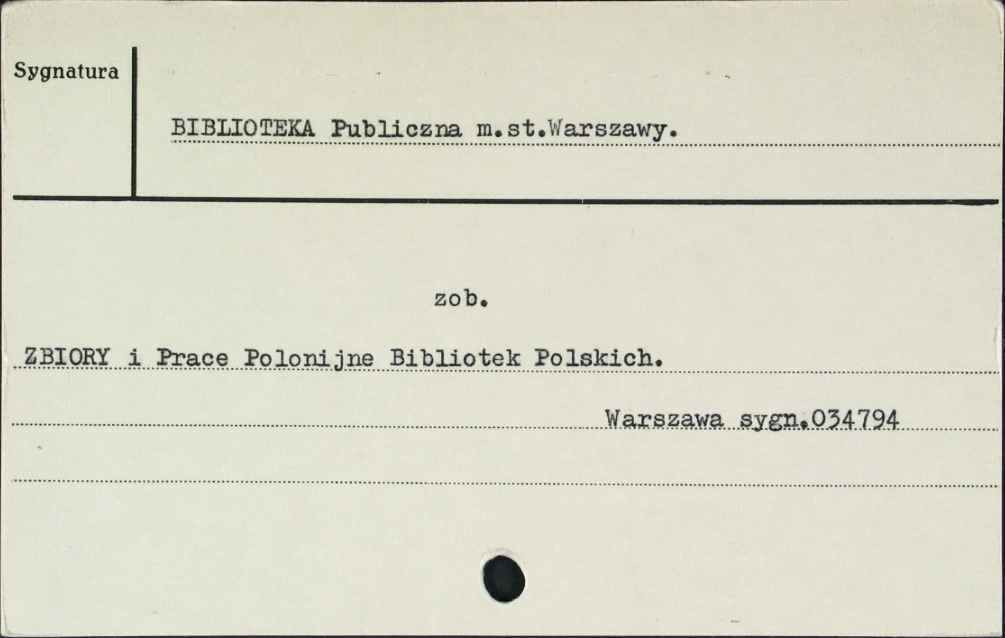 Sygnatura
BIBLIOTEKA Publiczna m.st.Warszawy.
zob.
ZBIORY i Prace Polonijne Bibliotek Polskich.
Warszawa sygn.034794